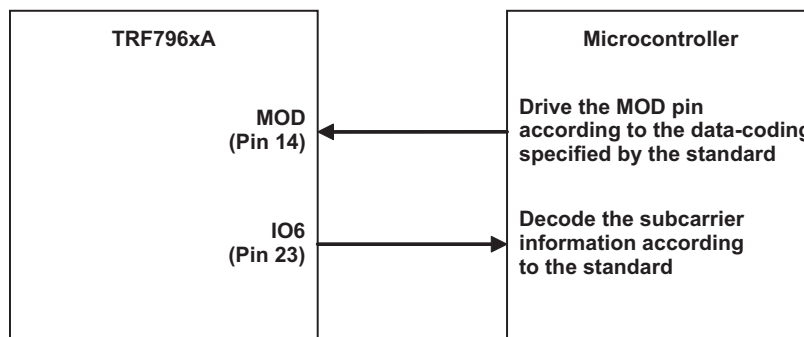 TRF796xA
Microcontroller
MOD
(Pin 14)
Drive the MOD pin
according to the data-coding
specified by the standard
IO6
(Pin 23)
Decode the subcarrier
information according
to the standard